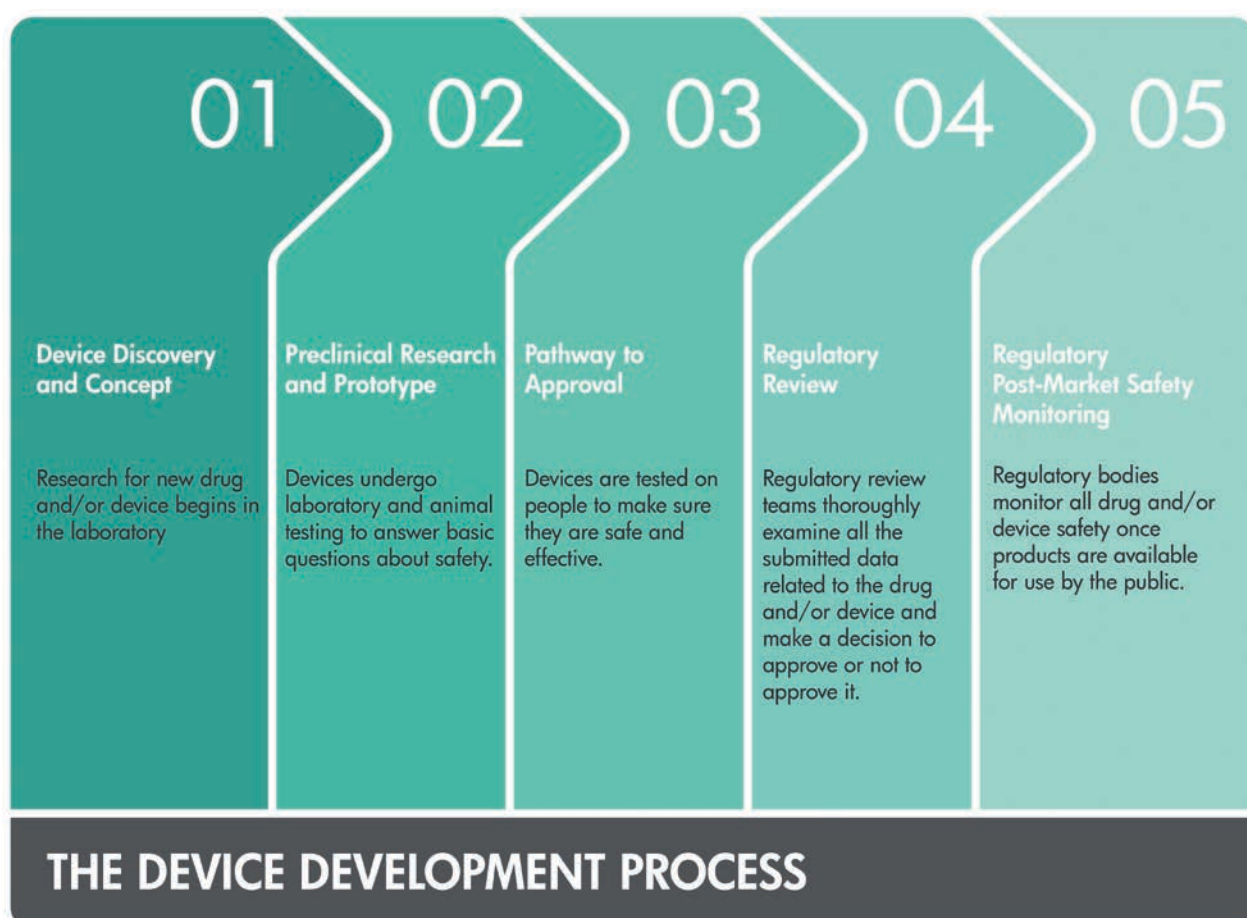 01
02
03
04
05
Device Discovery
and Concept
Research for new drug
and/or device begins in
the laboratory
Preclinical Research
and Prototype
Devices undergo
laboratory and animal
testing to answer basic
questions about safety.
Pathway to
Approval
Devices are tested on
people to make sure
they are safe and
effective.
Regulatory
Review
Regulatory review
teams thoroughly
examine all the
submitted data
related to the drug
and/or device and
make a decision to
approve or not to
approve it.
Regulatory
Post-Market Safety
Monitoring
Regulatory bodies
monitor all drug and/or
device safety once
products are available
for use by the public.
THE DEVICE DEVELOPMENT PROCESS